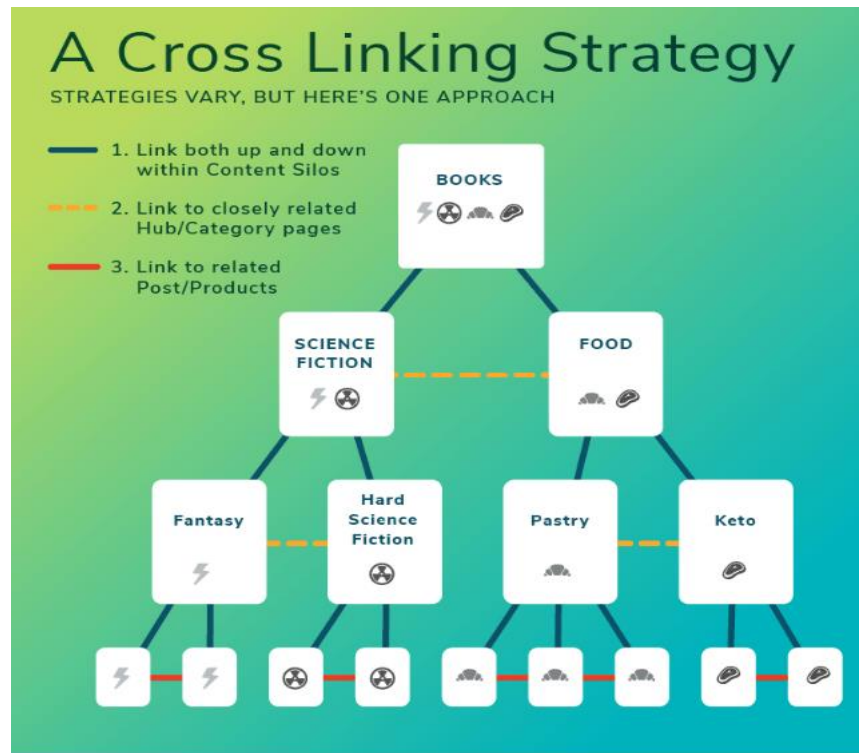 A Cross Linking Strategy
STRATEGIES VARY, BUT HERE'S ONE APPROACH
1. Link both up and down
within Content Silos
2. Link to closely related
Hub/Category pages
3. Link to related
Post/Products
BOOKS
SCIENCE
FICTION
FOOD
Fantasy
Hard
Science
Fiction
Pastry
Keto